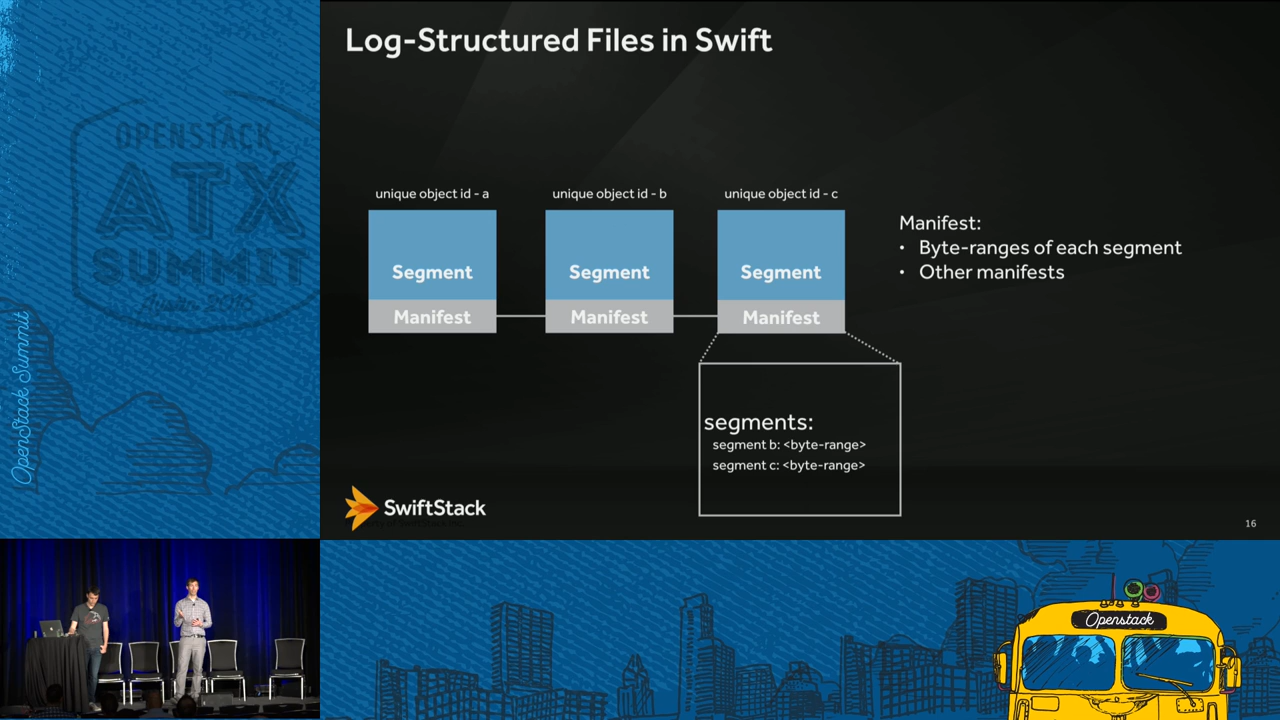 Log-Structured Files in Swift
unique object id - a
unique object id - b
unique object id - c
Segment
Segment
Segment
Manifest
Manifest
Manifest
Manifest:
• Byte-ranges of each segment
• Other manifests
segments:
segment b: <byte-range>
segment c: <byte-range>
SwiftStack
16
OPENSTACK
ATX
SUMMIT
Austin 2016
OpenStack Summit
Openstack